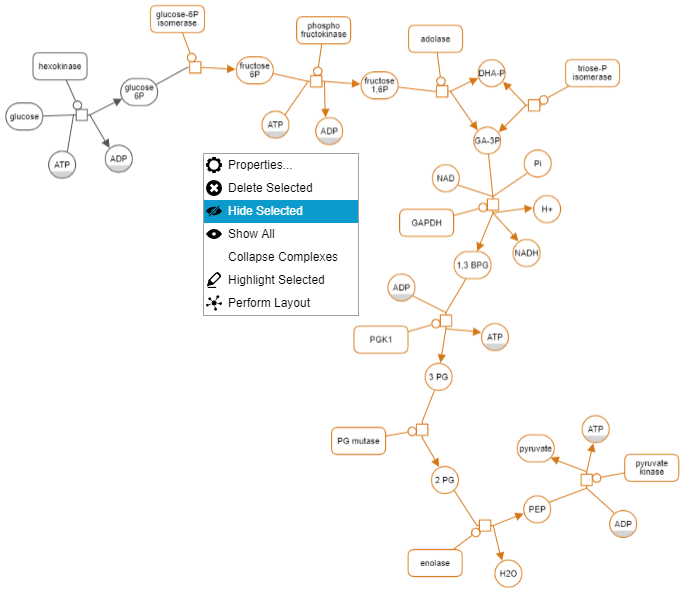 glucose-6P
isomerase
phospho
fructokinase
adolase
hexokinase
glucose
6P
fructose
6P
fructose
1,6P
DHA-P
triose-P
isomerase
glucose
ATP
ADP
ATP
ADP
GA-3P
Properties...
Delete Selected
Hide Selected
Show All
Collapse Complexes
Highlight Selected
Perform Layout
Pi
NAD
H+
GAPDH
NADH
1,3 BPG
ADP
PGK1
ATP
3 PG
PG mutase
ATP
pyruvate
pyruvate
kinase
2 PG
PEP
ADP
enolase
H2O